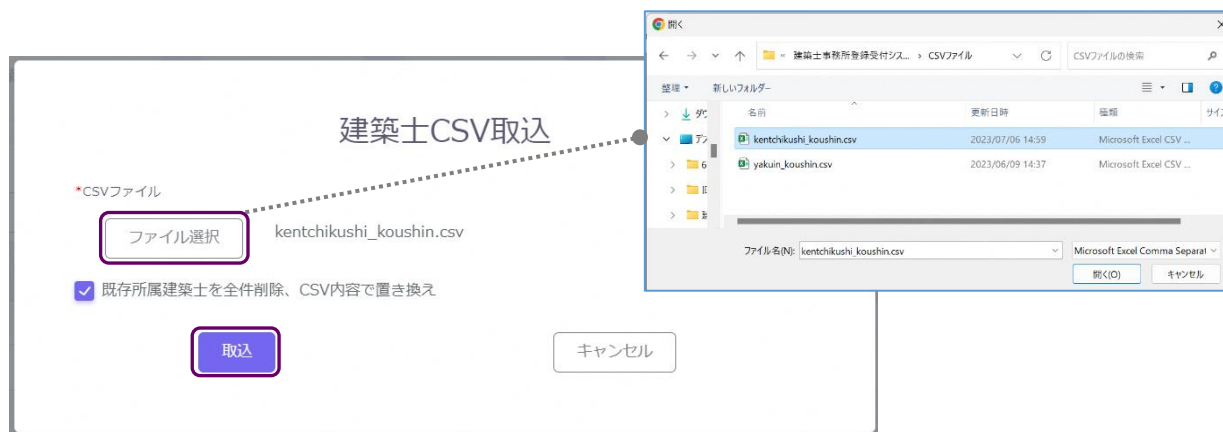 建築士CSV取込
*CSVファイル
ファイル選択
kentchikushi_koushin.csv
既存所属建築士を全件削除、CSV内容で置き換え
取込
キャンセル
開く
建築士事務所登録受付シス... › CSVファイル
CSVファイルの検索
整理
新しいフォルダー
名前 更新日時 種類
kentchikushi_koushin.csv 2023/07/06 14:59 Microsoft Excel CSV ...
yakuin_koushin.csv 2023/06/09 14:37 Microsoft Excel CSV ...
6
ファイル名(N): kentchikushi_koushin.csv
Microsoft Excel Comma Separat
開く(O) キャンセル